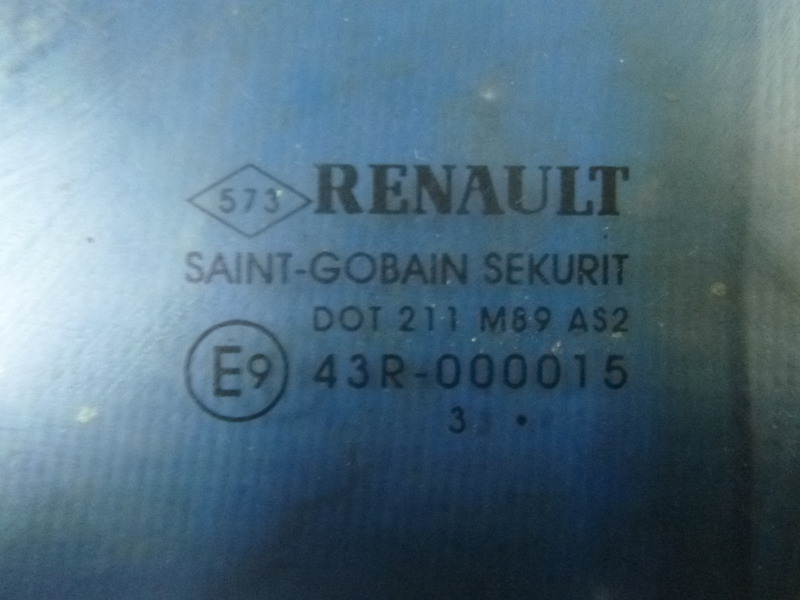 573 RENAULT
SAINT-GOBAIN SEKURIT
DOT 211 M89 AS2
E9 43R-000015
3 •